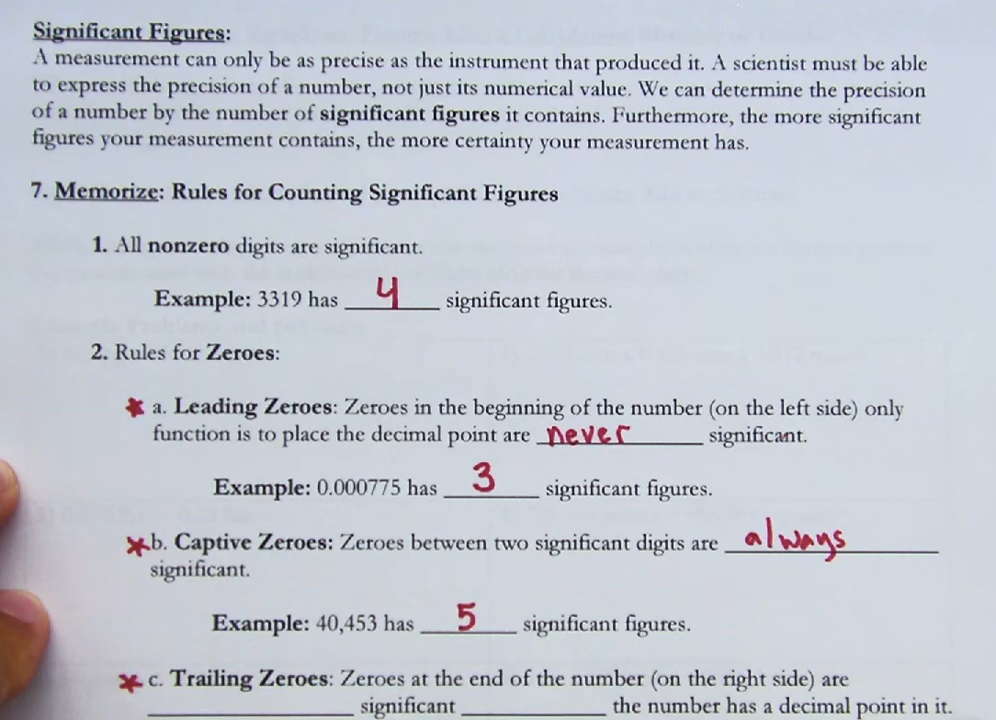 Significant Figures:
A measurement can only be as precise as the instrument that produced it. A scientist must be able
to express the precision of a number, not just its numerical value. We can determine the precision
of a number by the number of significant figures it contains. Furthermore, the more significant
figures your measurement contains, the more certainty your measurement has.
7. Memorize: Rules for Counting Significant Figures
1. All nonzero digits are significant.
Example: 3319 has 4 significant figures.
2. Rules for Zeroes:
* a. Leading Zeroes: Zeroes in the beginning of the number (on the left side) only
function is to place the decimal point are never significant.
Example: 0.000775 has 3 significant figures.
* b. Captive Zeroes: Zeroes between two significant digits are always
significant.
Example: 40,453 has 5 significant figures.
* c. Trailing Zeroes: Zeroes at the end of the number (on the right side) are
____________ significant ____________ the number has a decimal point in it.